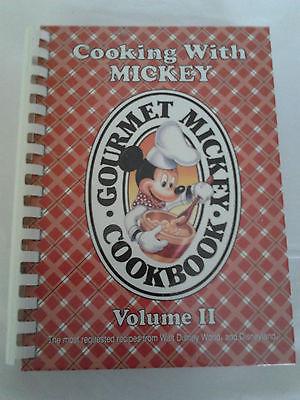 Cooking With
MICKEY
GOURMET MICKEY
COOKBOOK
Volume II
The most requested recipes from Walt Disney World, and Disneyland